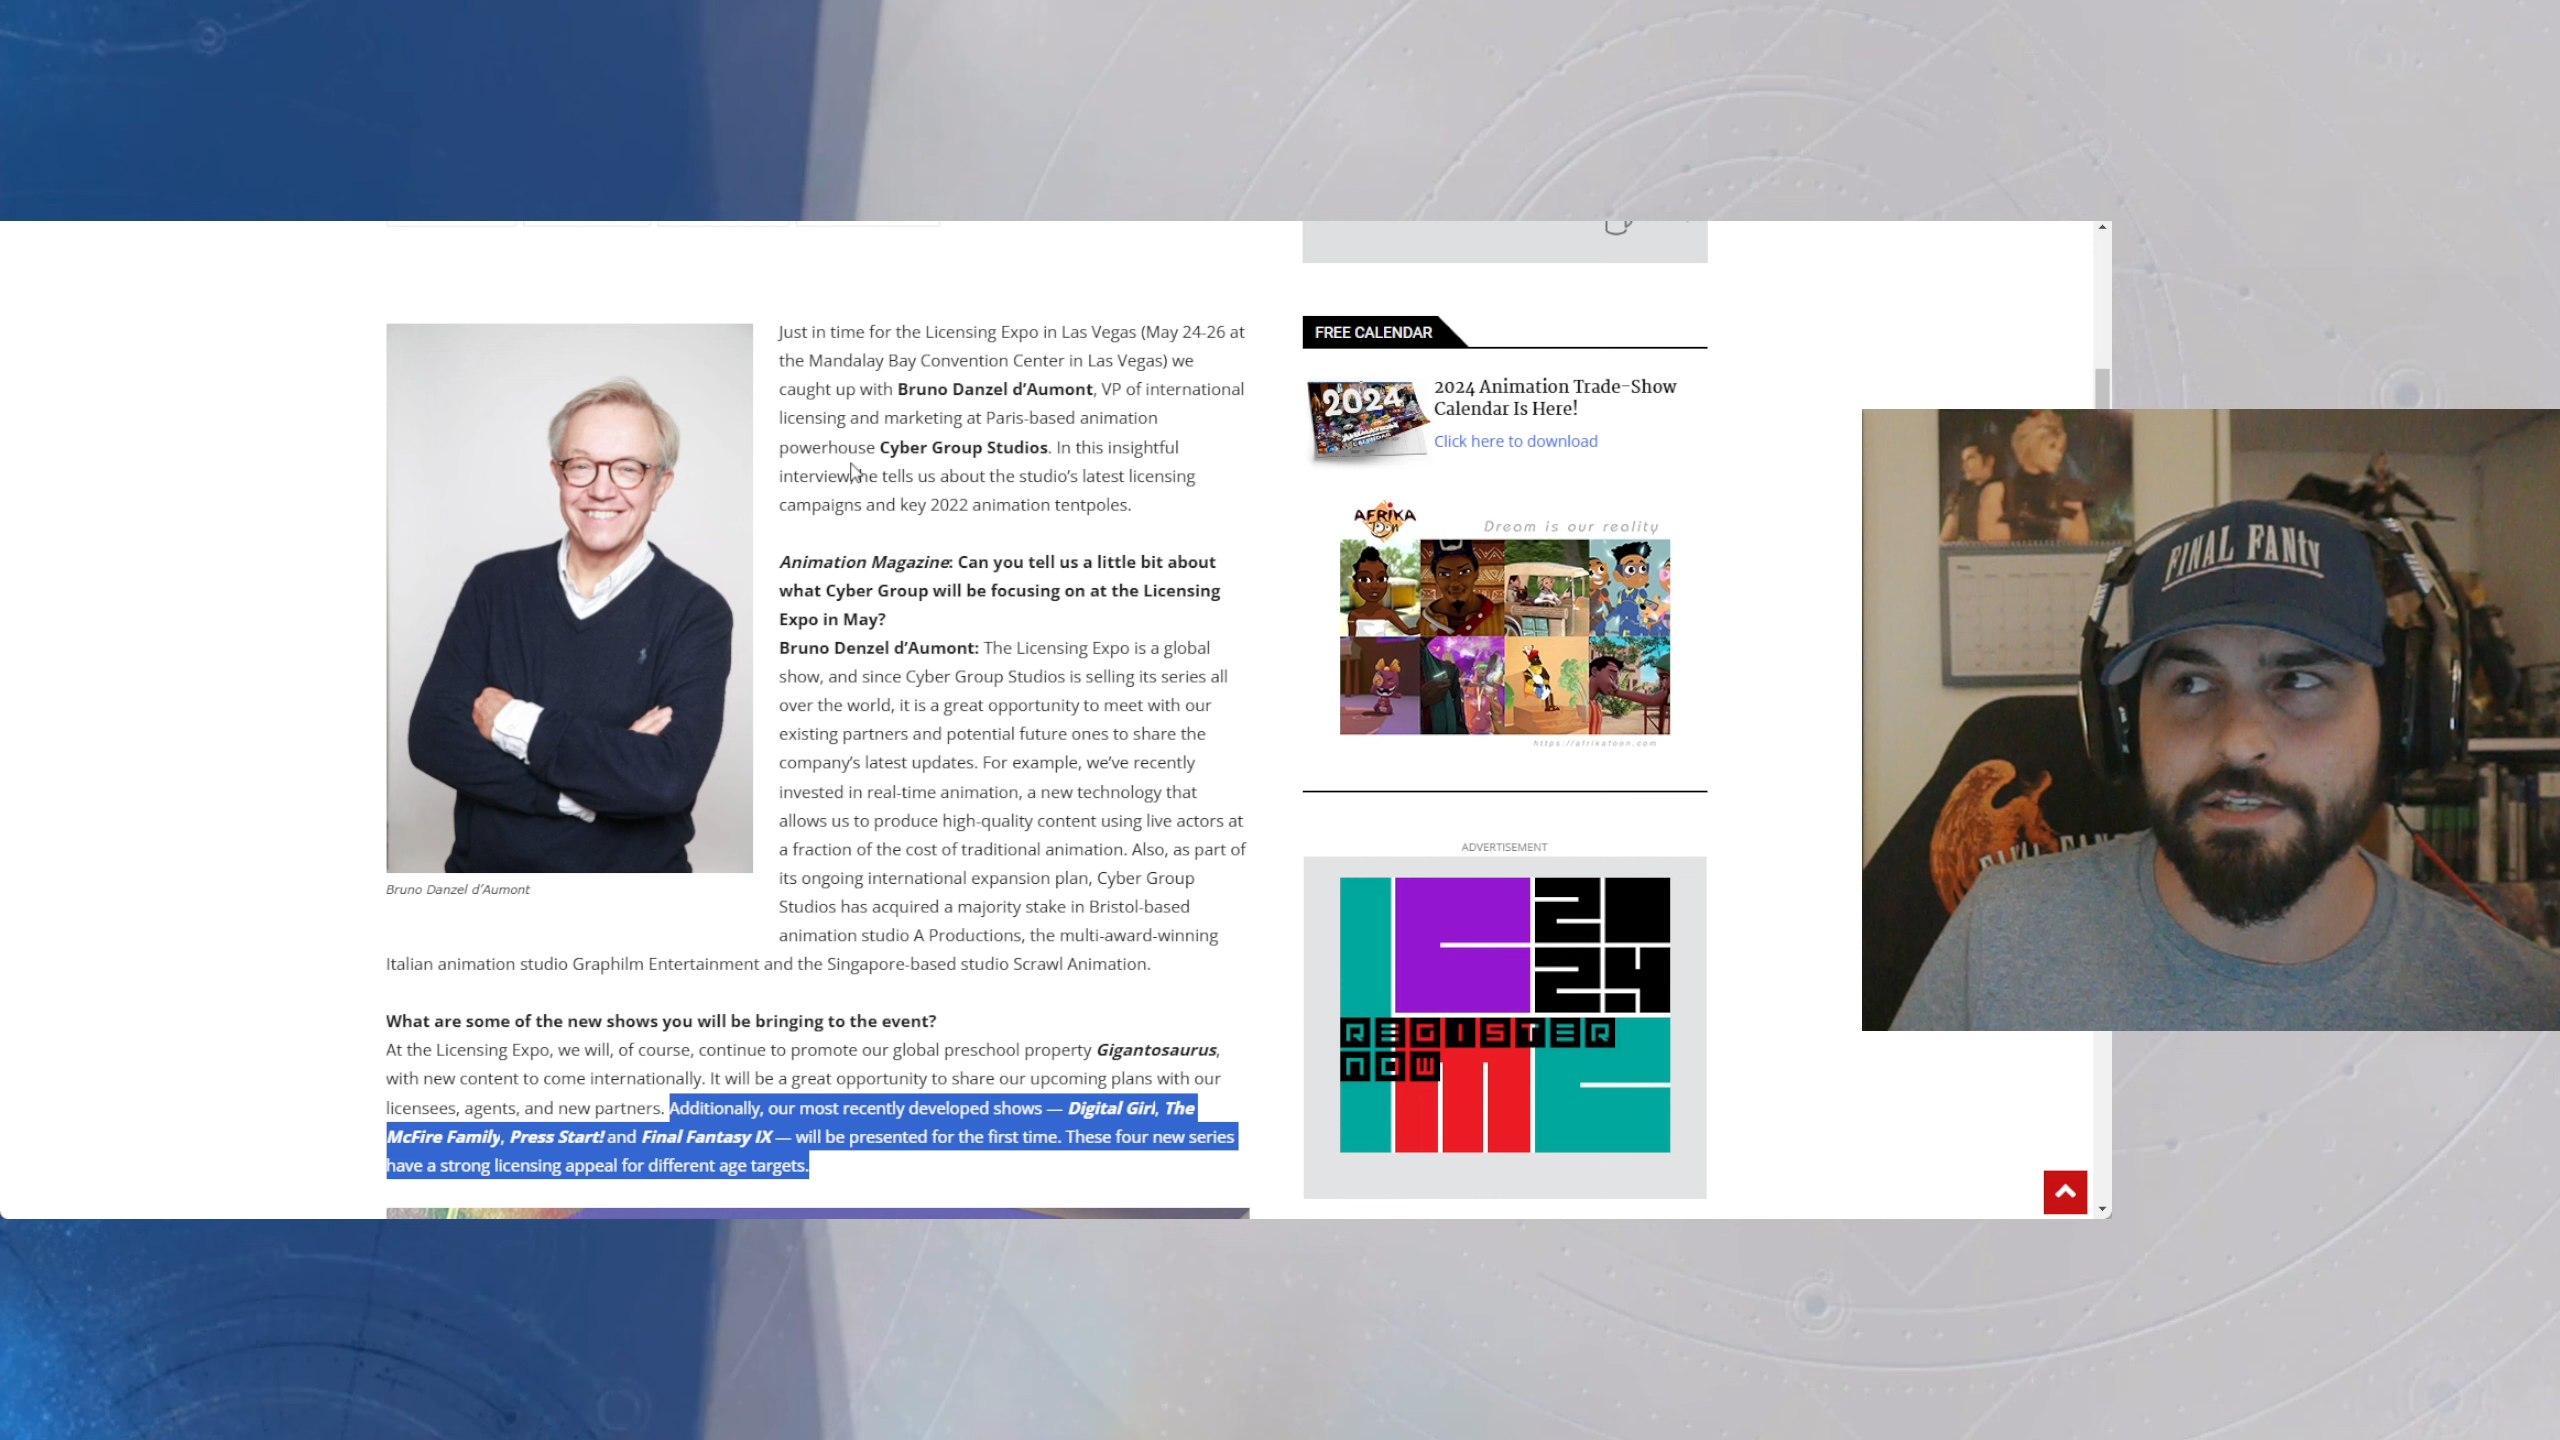 Just in time for the Licensing Expo in Las Vegas (May 24-26 at
the Mandalay Bay Convention Center in Las Vegas) we
caught up with Bruno Danzel d’Aumont, VP of international
licensing and marketing at Paris-based animation
powerhouse Cyber Group Studios. In this insightful
interview, he tells us about the studio’s latest licensing
campaigns and key 2022 animation tentpoles.
Animation Magazine: Can you tell us a little bit about
what Cyber Group will be focusing on at the Licensing
Expo in May?
Bruno Denzel d’Aumont: The Licensing Expo is a global
show, and since Cyber Group Studios is selling its series all
over the world, it is a great opportunity to meet with our
existing partners and potential future ones to share the
company’s latest updates. For example, we’ve recently
invested in real-time animation, a new technology that
allows us to produce high-quality content using live actors at
a fraction of the cost of traditional animation. Also, as part of
its ongoing international expansion plan, Cyber Group
Studios has acquired a majority stake in Bristol-based
animation studio A Productions, the multi-award-winning
Italian animation studio Graphilm Entertainment and the Singapore-based studio Scrawl Animation.
Bruno Danzel d’Aumont
What are some of the new shows you will be bringing to the event?
At the Licensing Expo, we will, of course, continue to promote our global preschool property Gigantosaurus,
with new content to come internationally. It will be a great opportunity to share our upcoming plans with our
licensees, agents, and new partners. Additionally, our most recently developed shows — Digital Girl, The
McFire Family, Press Start! and Final Fantasy IX — will be presented for the first time. These four new series
have a strong licensing appeal for different age targets.
FREE CALENDAR
2024
ANIMATION
CALENDAR
2024 Animation Trade-Show
Calendar Is Here!
Click here to download
AFRIKA
Toon
Dream is our reality
https://afrikatoon.com
ADVERTISEMENT
REGISTER
NOW
FINAL FANTY